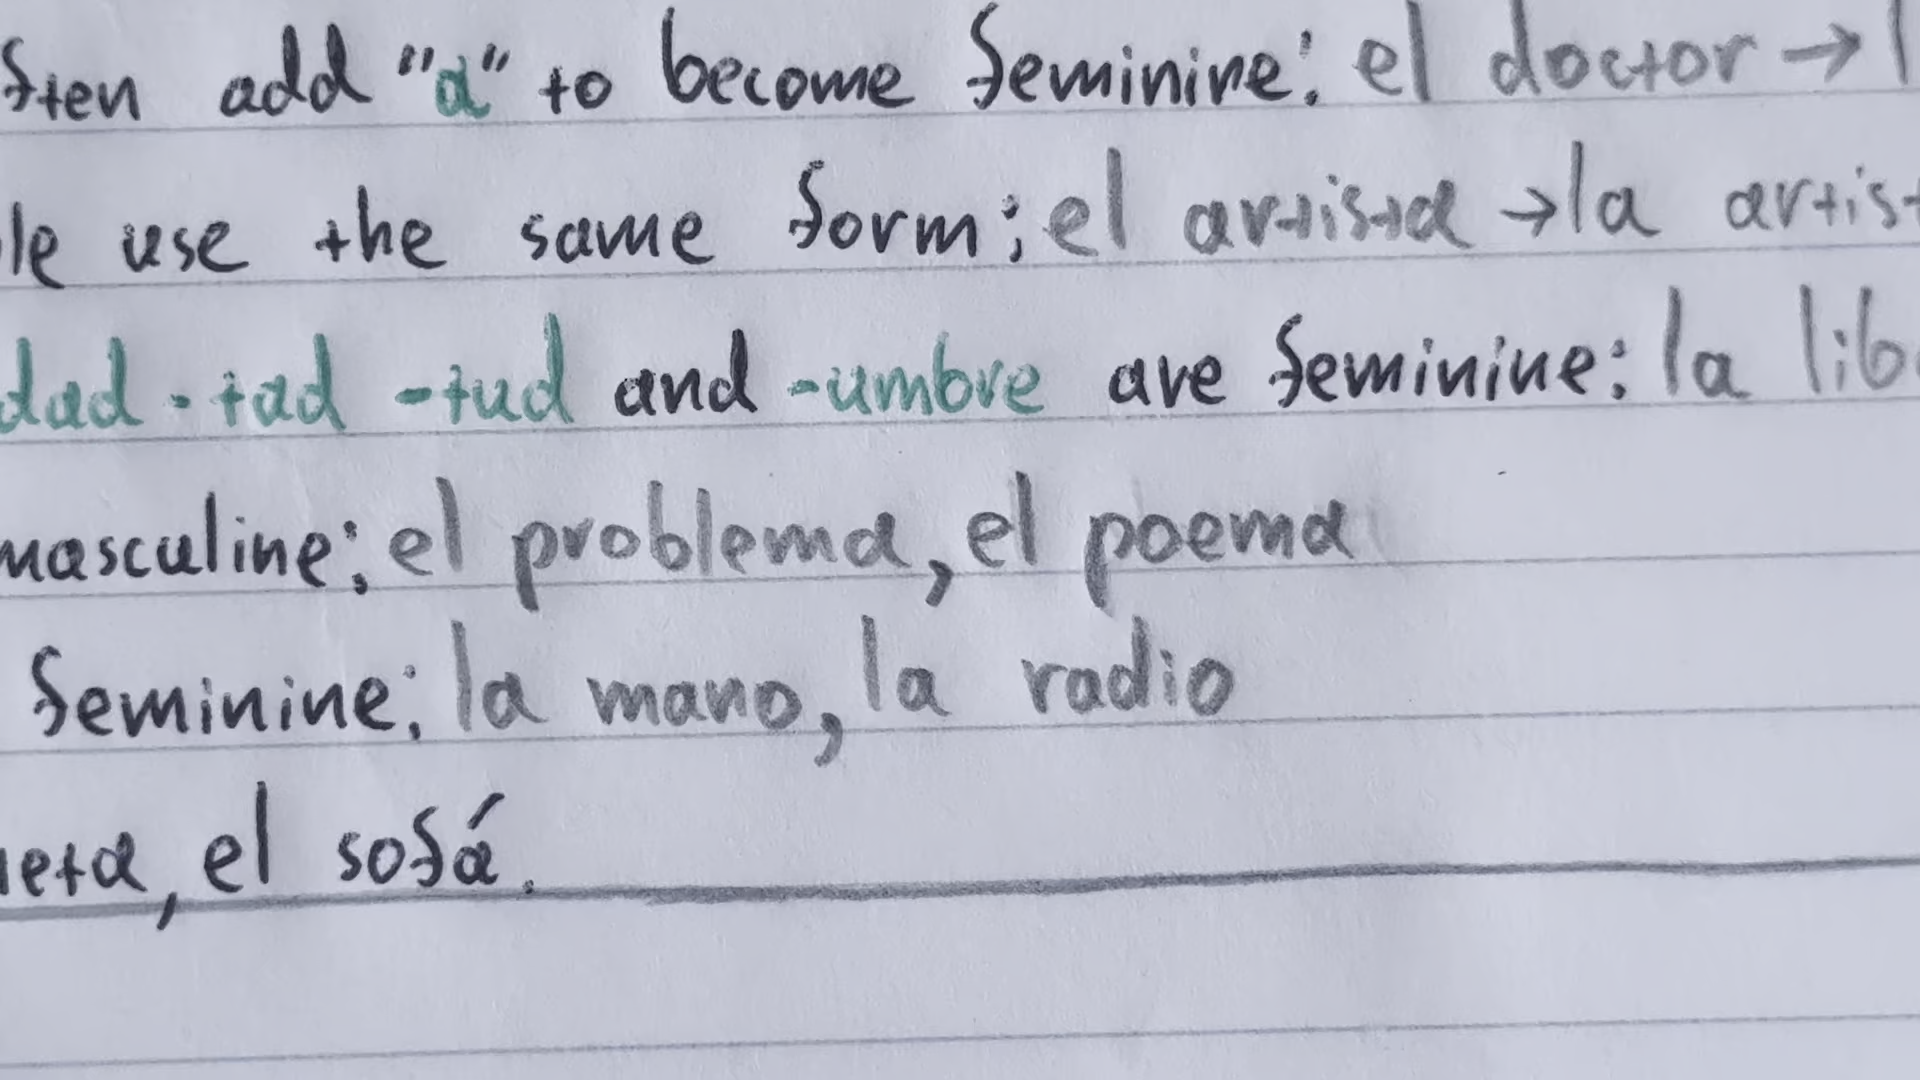 ften add "a" to become feminine: el doctor → l
le use the same form: el artista → la artist
dad -tad -tud and -umbre are feminine: la lib
masculine: el problema, el poema
feminine: la mano, la radio
eta, el sofá.